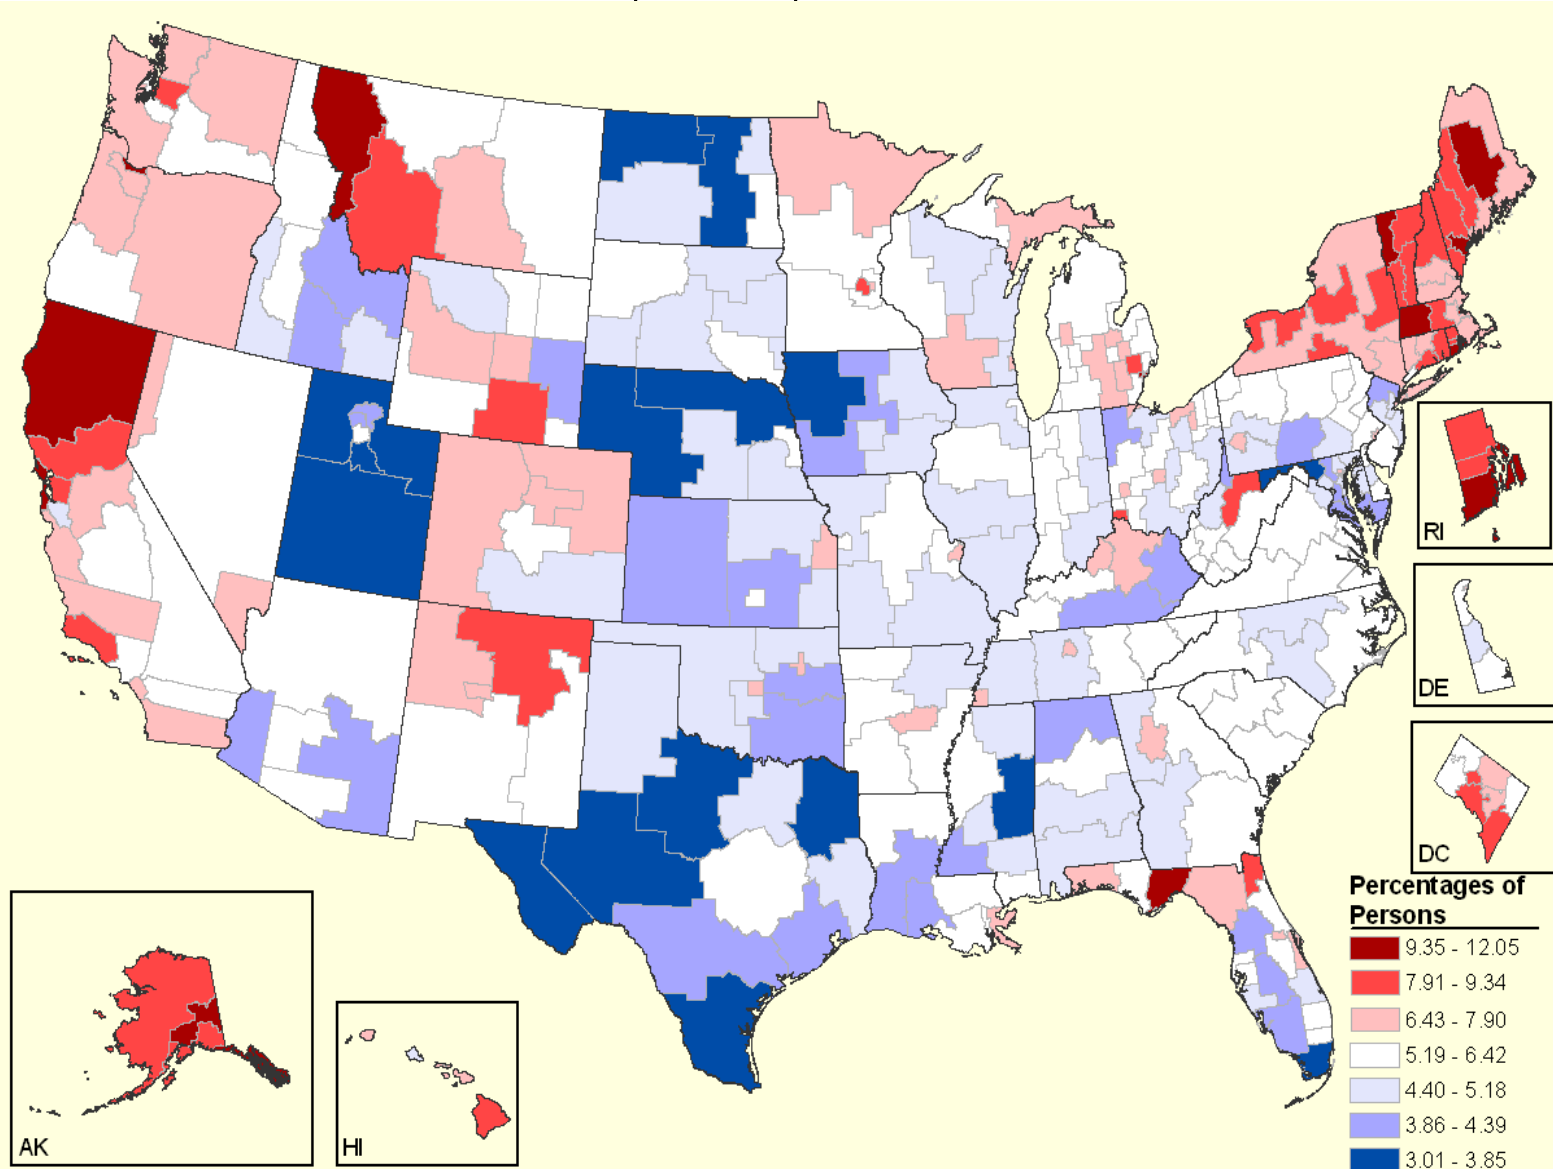 RI
DE
DC
AK
HI
Percentages of
Persons
9.35 - 12.05
7.91 - 9.34
6.43 - 7.90
5.19 - 6.42
4.40 - 5.18
3.86 - 4.39
3.01 - 3.85